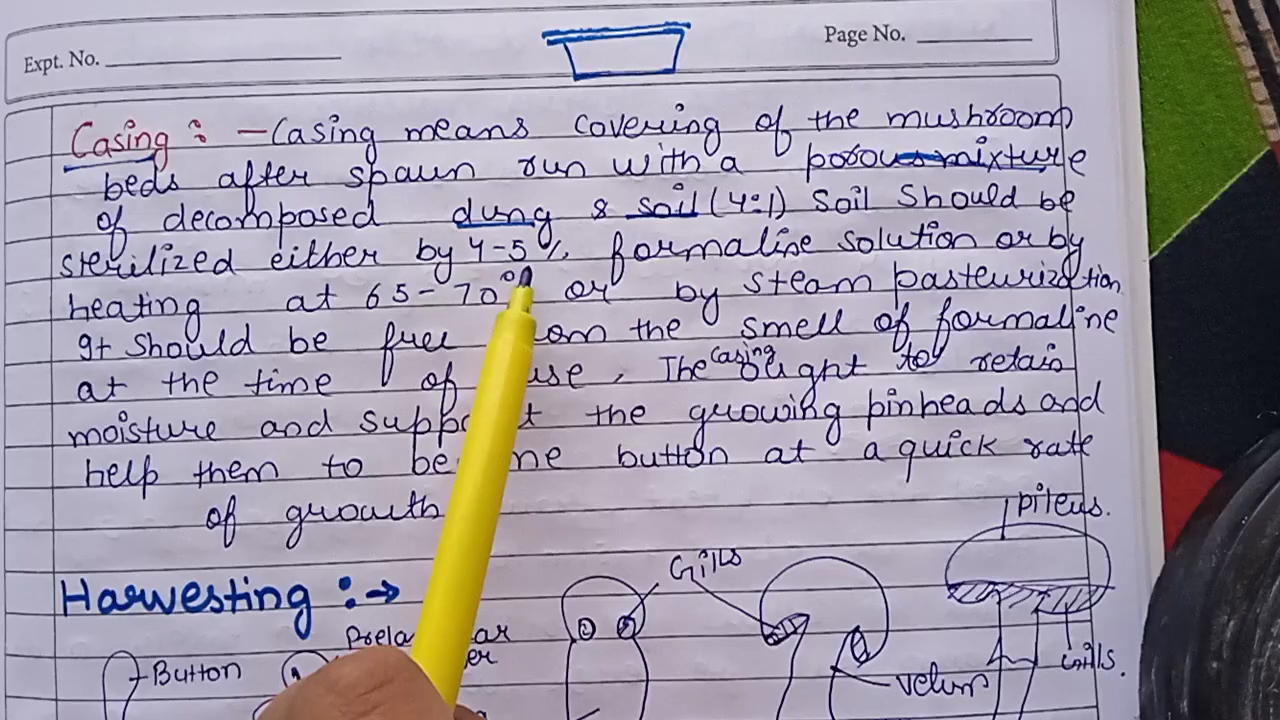 Expt. No.
Page No.
Casing :- Casing means covering of the mushroom
beds after spawn run with a porous mixture
of decomposed dung & soil (4:1) Soil should be
sterilized either by 4-5% formaline solution or by
heating at 65-70° or by steam pasteurization
It should be free from the smell of formaline
at the time of use, The casing ought to retain
moisture and support the growing pinheads and
help them to become button at a quick rate
of growth
Harvesting :→
Pileus.
Gills
Button
Velum
Gills.